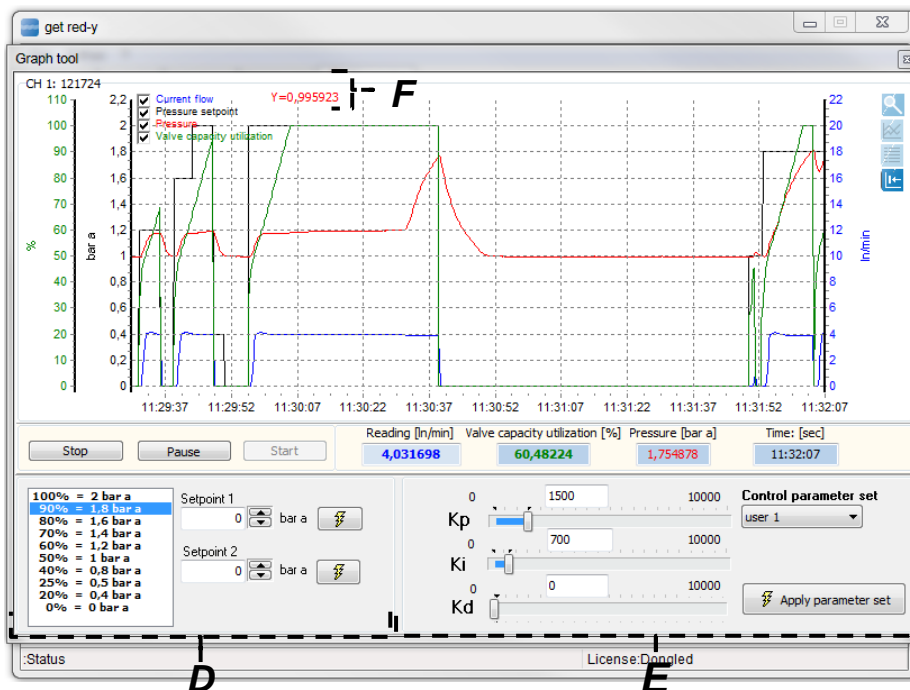 get red-y
Graph tool
CH 1: 121724
F
110 2,2 22
Current flow Y=0,995923
Pressure setpoint
Pressure
Valve capacity utilization
100 2 20
90 1,8 18
80 1,6 16
70 1,4 14
60 1,2 12
% bar a ln/min
50 1 10
40 0,8 8
30 0,6 6
20 0,4 4
10 0,2 2
0 0 0
11:29:37 11:29:52 11:30:07 11:30:22 11:30:37 11:30:52 11:31:07 11:31:22 11:31:37 11:31:52 11:32:07
Reading [ln/min] Valve capacity utilization [%] Pressure [bar a] Time: [sec]
Stop Pause Start 4,031698 60,48224 1,754878 11:32:07
100% = 2 bar a
90% = 1,8 bar a
80% = 1,6 bar a
70% = 1,4 bar a
60% = 1,2 bar a
50% = 1 bar a
40% = 0,8 bar a
25% = 0,5 bar a
20% = 0,4 bar a
0% = 0 bar a
Setpoint 1
0 bar a
Setpoint 2
0 bar a
0 1500 10000
Kp
0 700 10000
Ki
0 0 10000
Kd
Control parameter set
user 1
Apply parameter set
:Status License:Dongled
D E